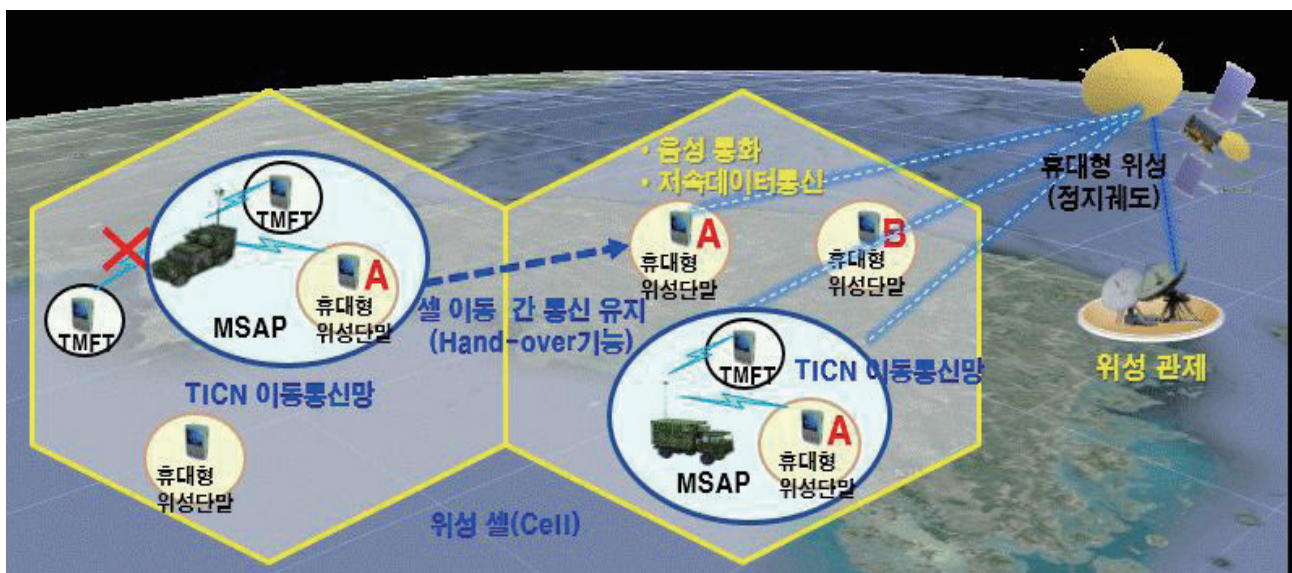 TMFT
TMFT
MSAP
A
휴대형
위성단말
TICN 이동통신망
휴대형
위성단말
셀 이동 간 통신 유지
(Hand-over기능)
· 음성 통화
· 저속데이터통신
A
휴대형
위성단말
B
휴대형
위성단말
TMFT
TICN 이동통신망
MSAP
A
휴대형
위성단말
위성 셀(Cell)
휴대형 위성
(정지궤도)
위성 관제